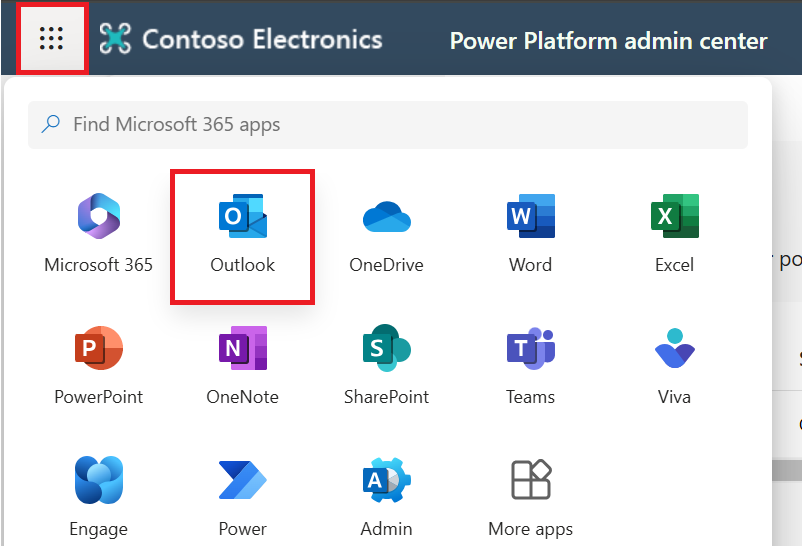 Contoso Electronics Power Platform admin center
Find Microsoft 365 apps
Microsoft 365 Outlook OneDrive Word Excel
PowerPoint OneNote SharePoint Teams Viva
Engage Power Admin More apps